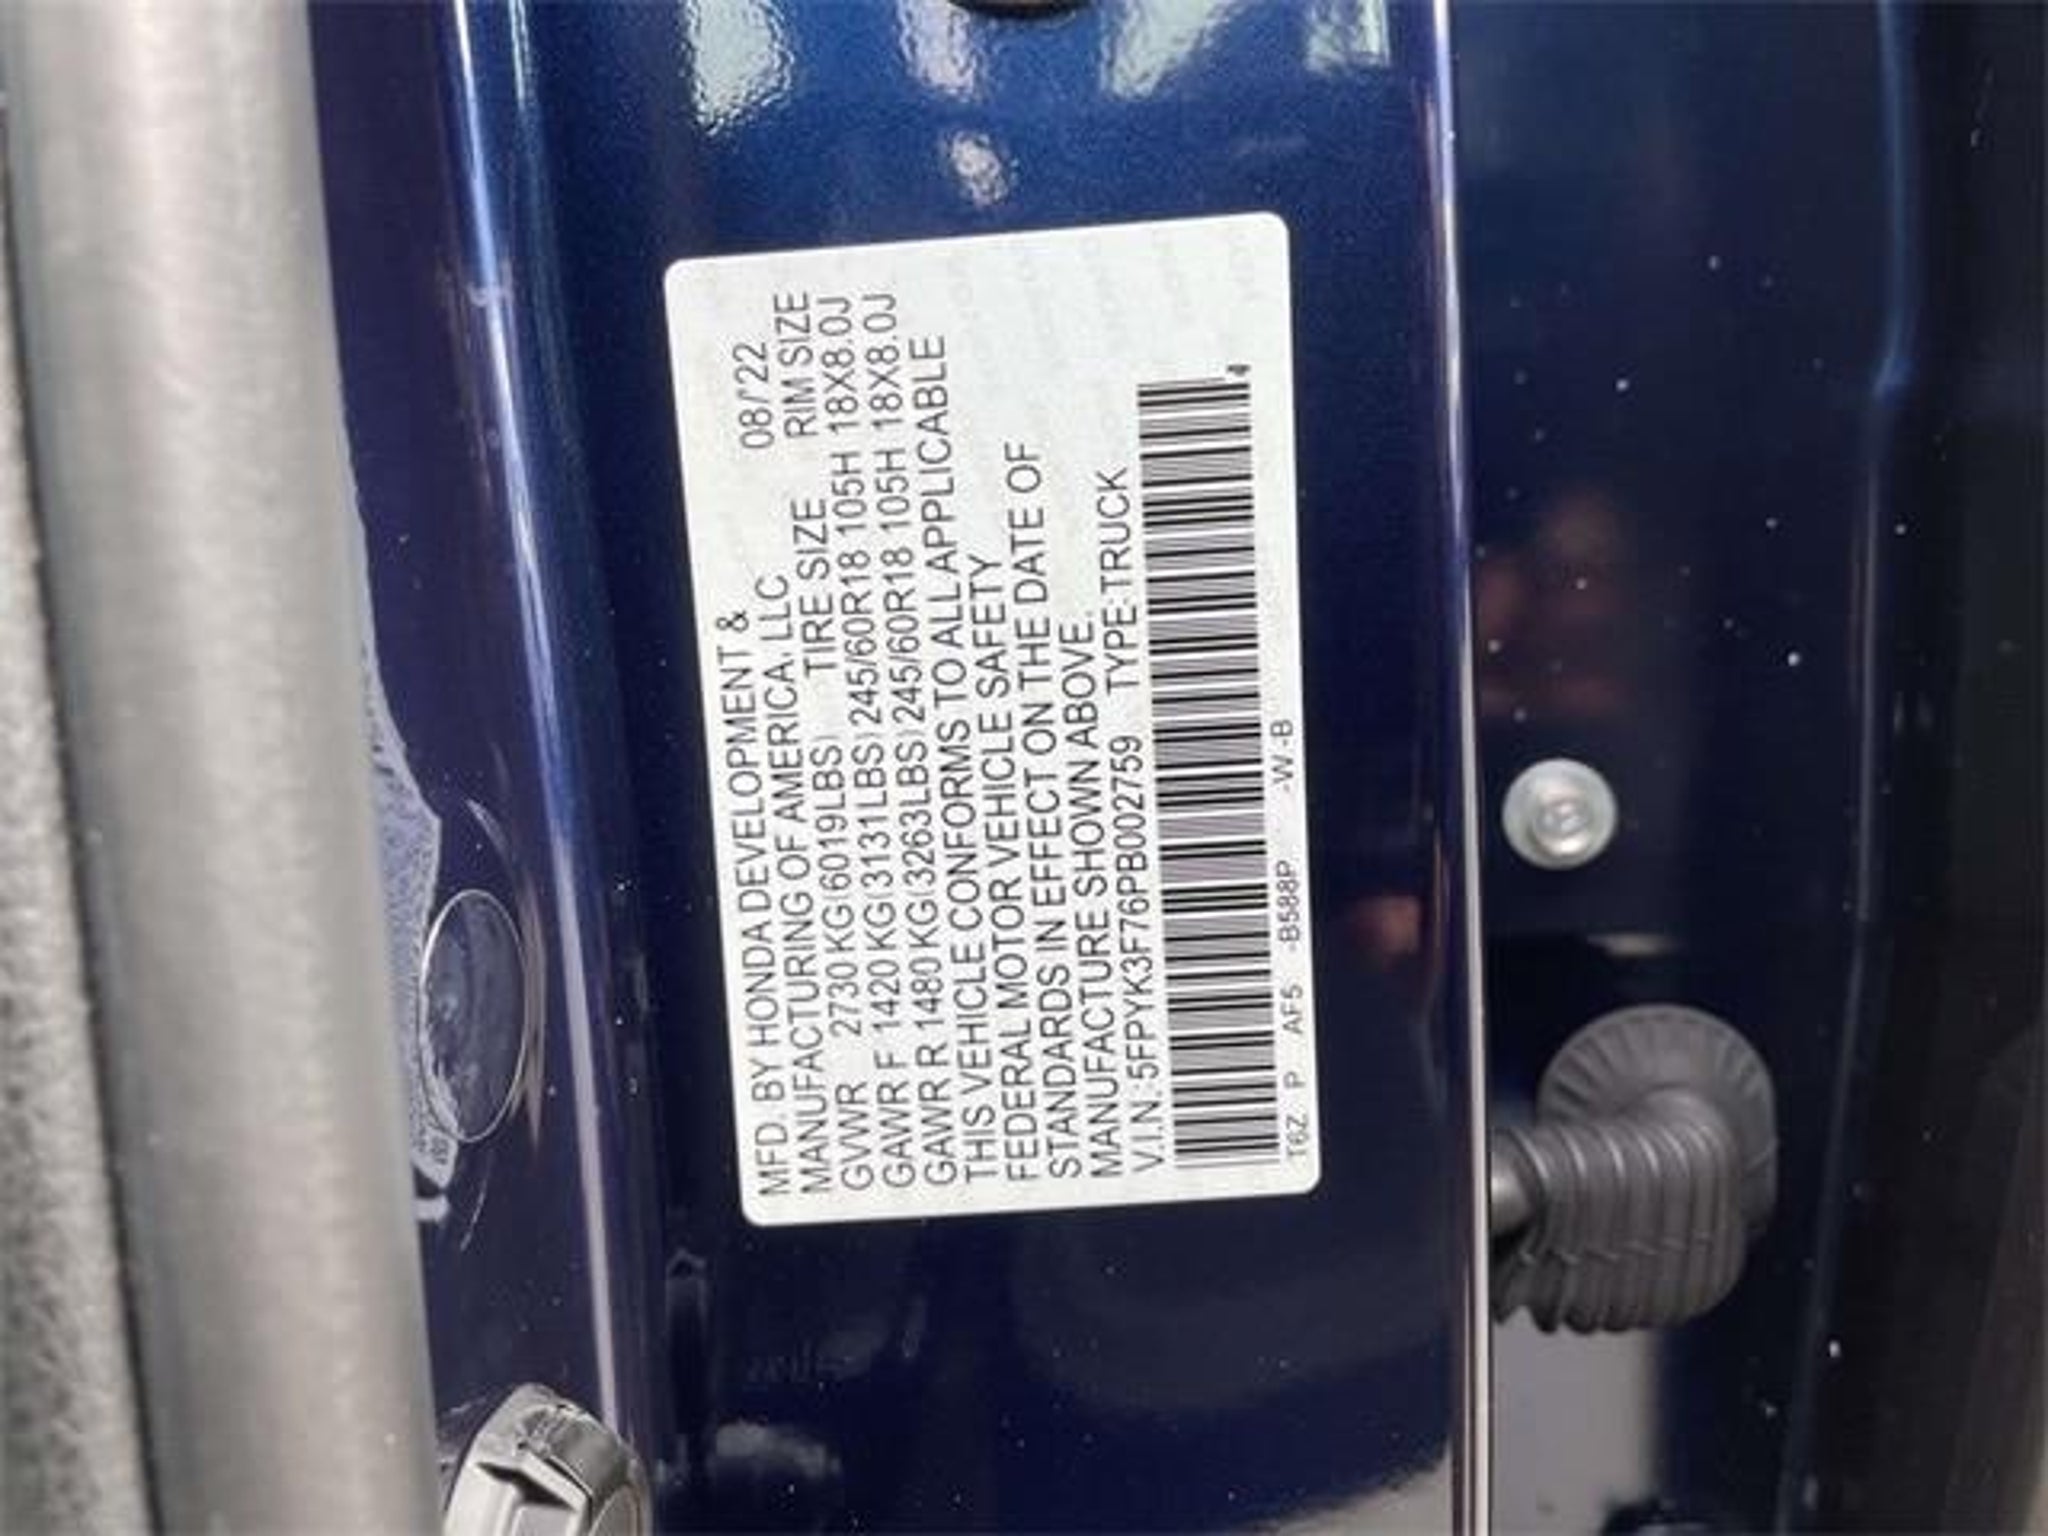 MFD. BY HONDA DEVELOPMENT &
MANUFACTURING OF AMERICA, LLC 08/'22
GVWR 2730 KG(6019LBS) TIRE SIZE RIM SIZE
GAWR F 1420 KG(3131LBS) 245/60R18 105H 18X8.0J
GAWR R 1480 KG(3263LBS) 245/60R18 105H 18X8.0J
THIS VEHICLE CONFORMS TO ALL APPLICABLE
FEDERAL MOTOR VEHICLE SAFETY
STANDARDS IN EFFECT ON THE DATE OF
MANUFACTURE SHOWN ABOVE.
V.I.N.:5FPYK3F76PB002759 TYPE:TRUCK
T6Z P AF5 -B588P -W -B